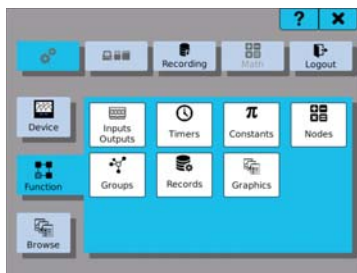 ?
Recording
Math
Logout
Device
Inputs
Outputs
Timers
π
Constants
Nodes
Function
Groups
Records
Graphics
Browse